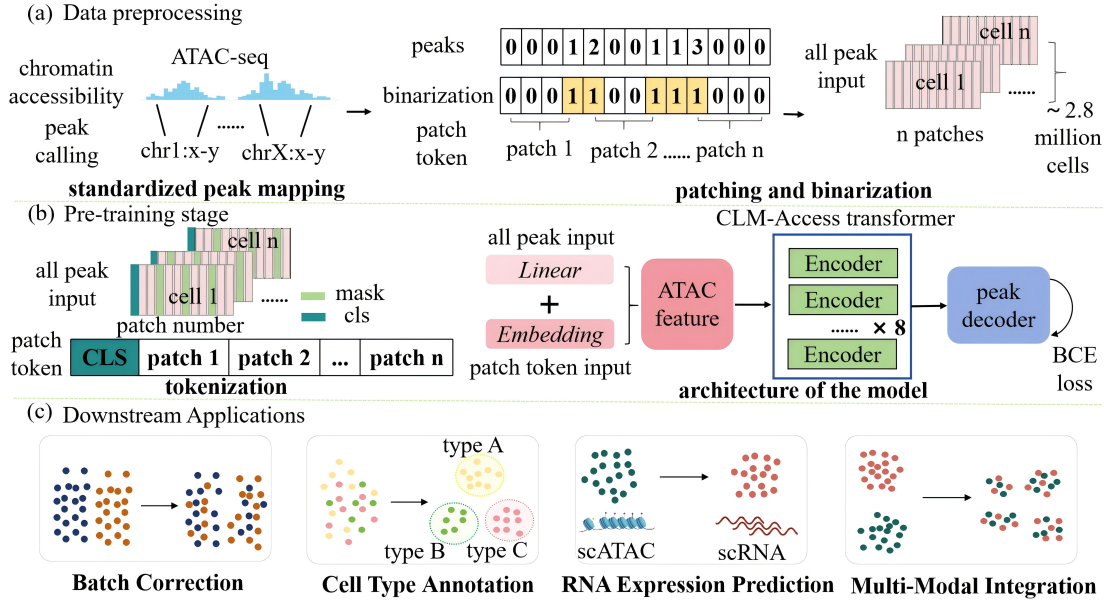 (a) Data preprocessing
ATAC-seq
chromatin
accessibility
peak
calling
chr1:x-y
......
chrX:x-y
standardized peak mapping
peaks
0 0 0 1 2 0 0 1 1 3 0 0 0
binarization
0 0 0 1 1 0 0 1 1 1 0 0 0
patch
token
patch 1
patch 2
......
patch n
patching and binarization
all peak
input
cell n
cell 1
......
n patches
~ 2.8
million
cells
(b) Pre-training stage
all peak
input
cell n
cell 1
......
mask
cls
patch number
patch
token
CLS patch 1 patch 2 ... patch n
tokenization
all peak input
Linear
+
Embedding
patch token input
ATAC
feature
CLM-Access transformer
Encoder
Encoder
...... × 8
Encoder
peak
decoder
BCE
loss
architecture of the model
(c) Downstream Applications
Batch Correction
type A
type B
type C
Cell Type Annotation
scATAC
scRNA
RNA Expression Prediction
Multi-Modal Integration